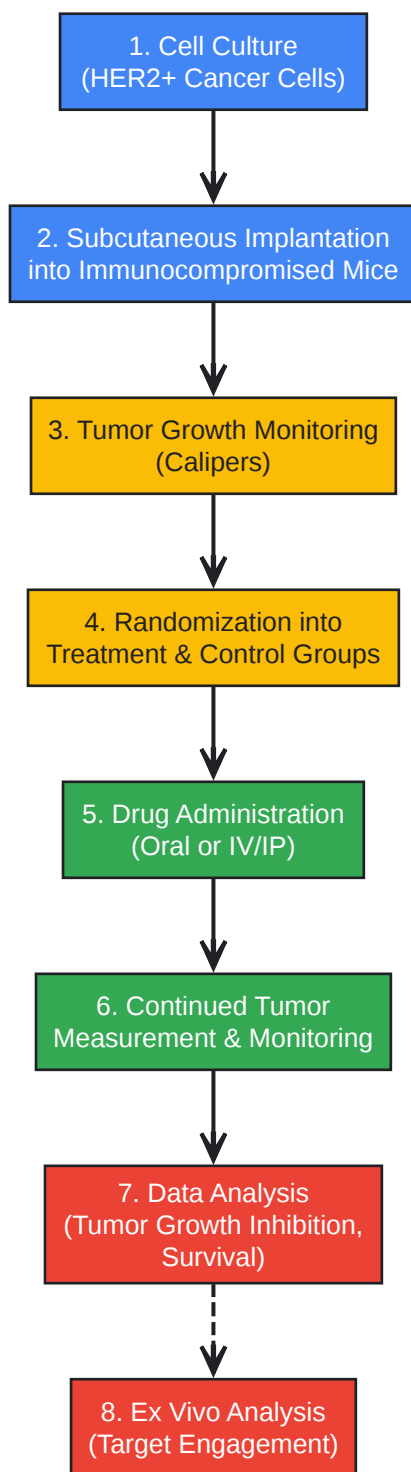 1. Cell Culture
(HER2+ Cancer Cells)
2. Subcutaneous Implantation
into Immunocompromised Mice
3. Tumor Growth Monitoring
(Calipers)
4. Randomization into
Treatment & Control Groups
5. Drug Administration
(Oral or IV/IP)
6. Continued Tumor
Measurement & Monitoring
7. Data Analysis
(Tumor Growth Inhibition,
Survival)
8. Ex Vivo Analysis
(Target Engagement)